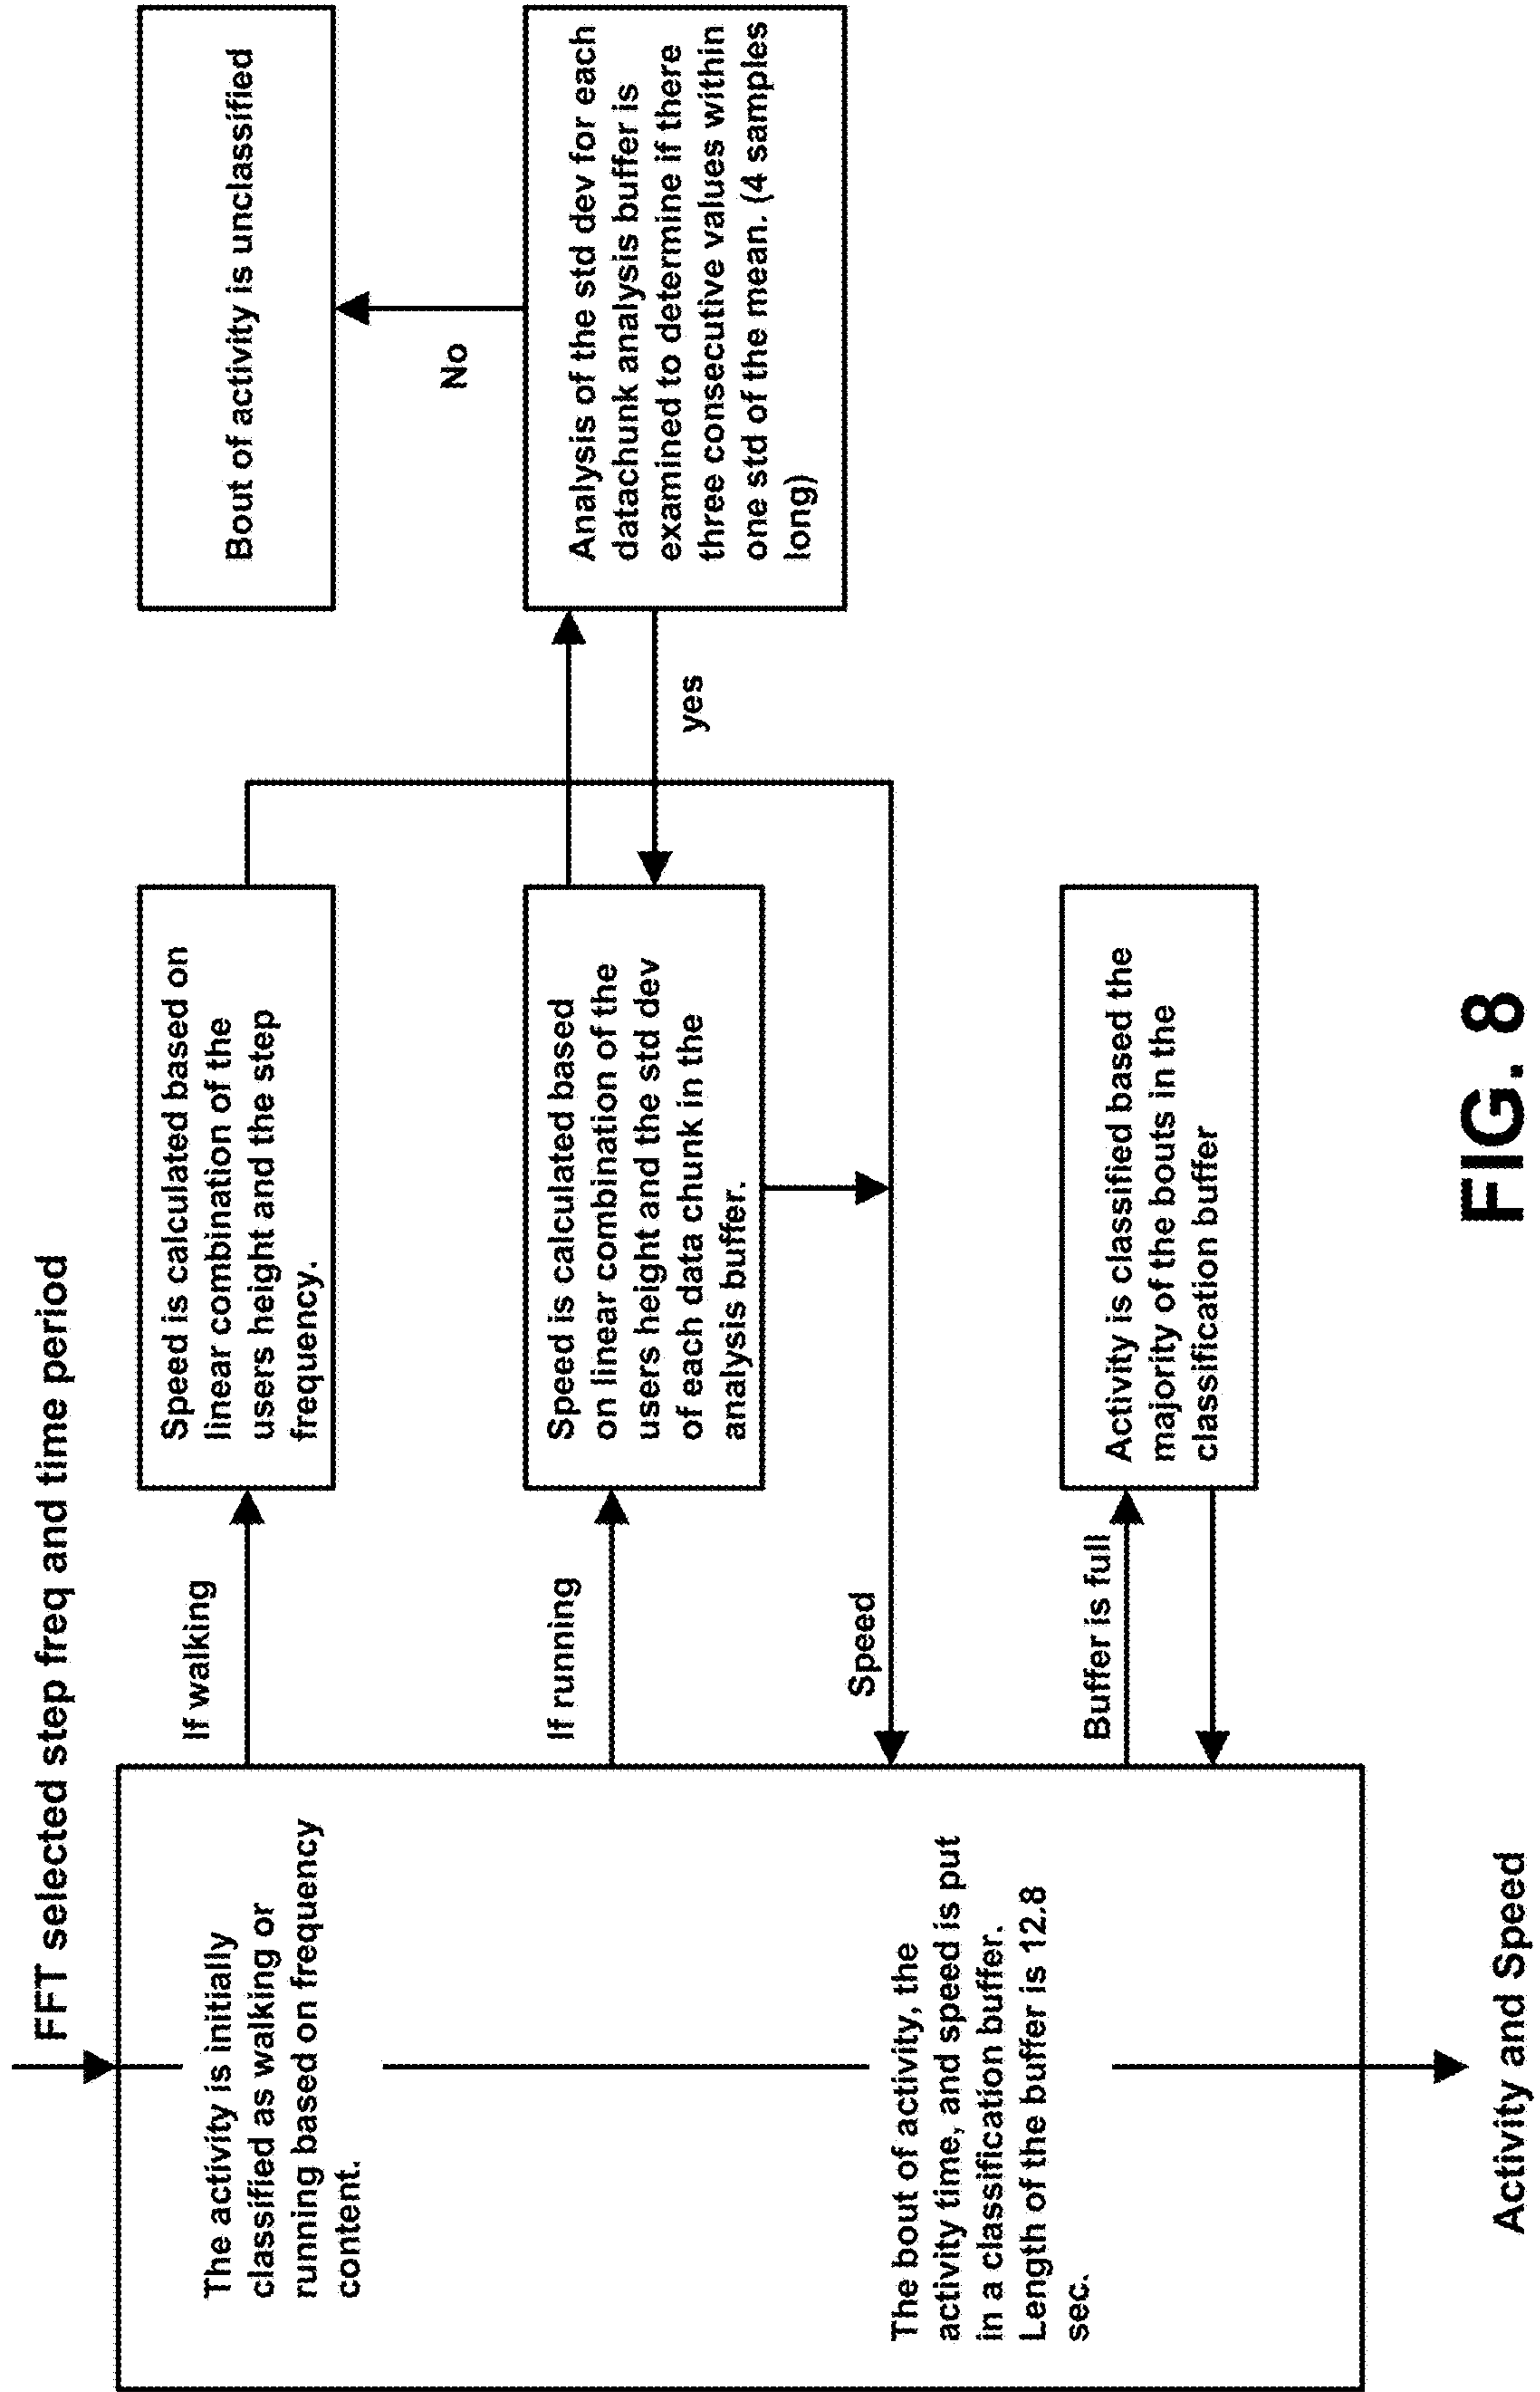 FFT selected step freq and time period
The activity is initially
classified as walking or
running based on frequency
content.
If walking
Speed is calculated based on
linear combination of the
users height and the step
frequency.
Bout of activity is unclassified
No
If running
Speed is calculated based
on linear combination of the
users height and the std dev
of each data chunk in the
analysis buffer.
yes
Analysis of the std dev for each
datachunk analysis buffer is
examined to determine if there
three consecutive values within
one std of the mean. (4 samples
long)
Speed
The bout of activity, the
activity time, and speed is put
in a classification buffer.
Length of the buffer is 12.8
sec.
Buffer is full
Activity is classified based the
majority of the bouts in the
classification buffer
Activity and Speed
FIG. 8